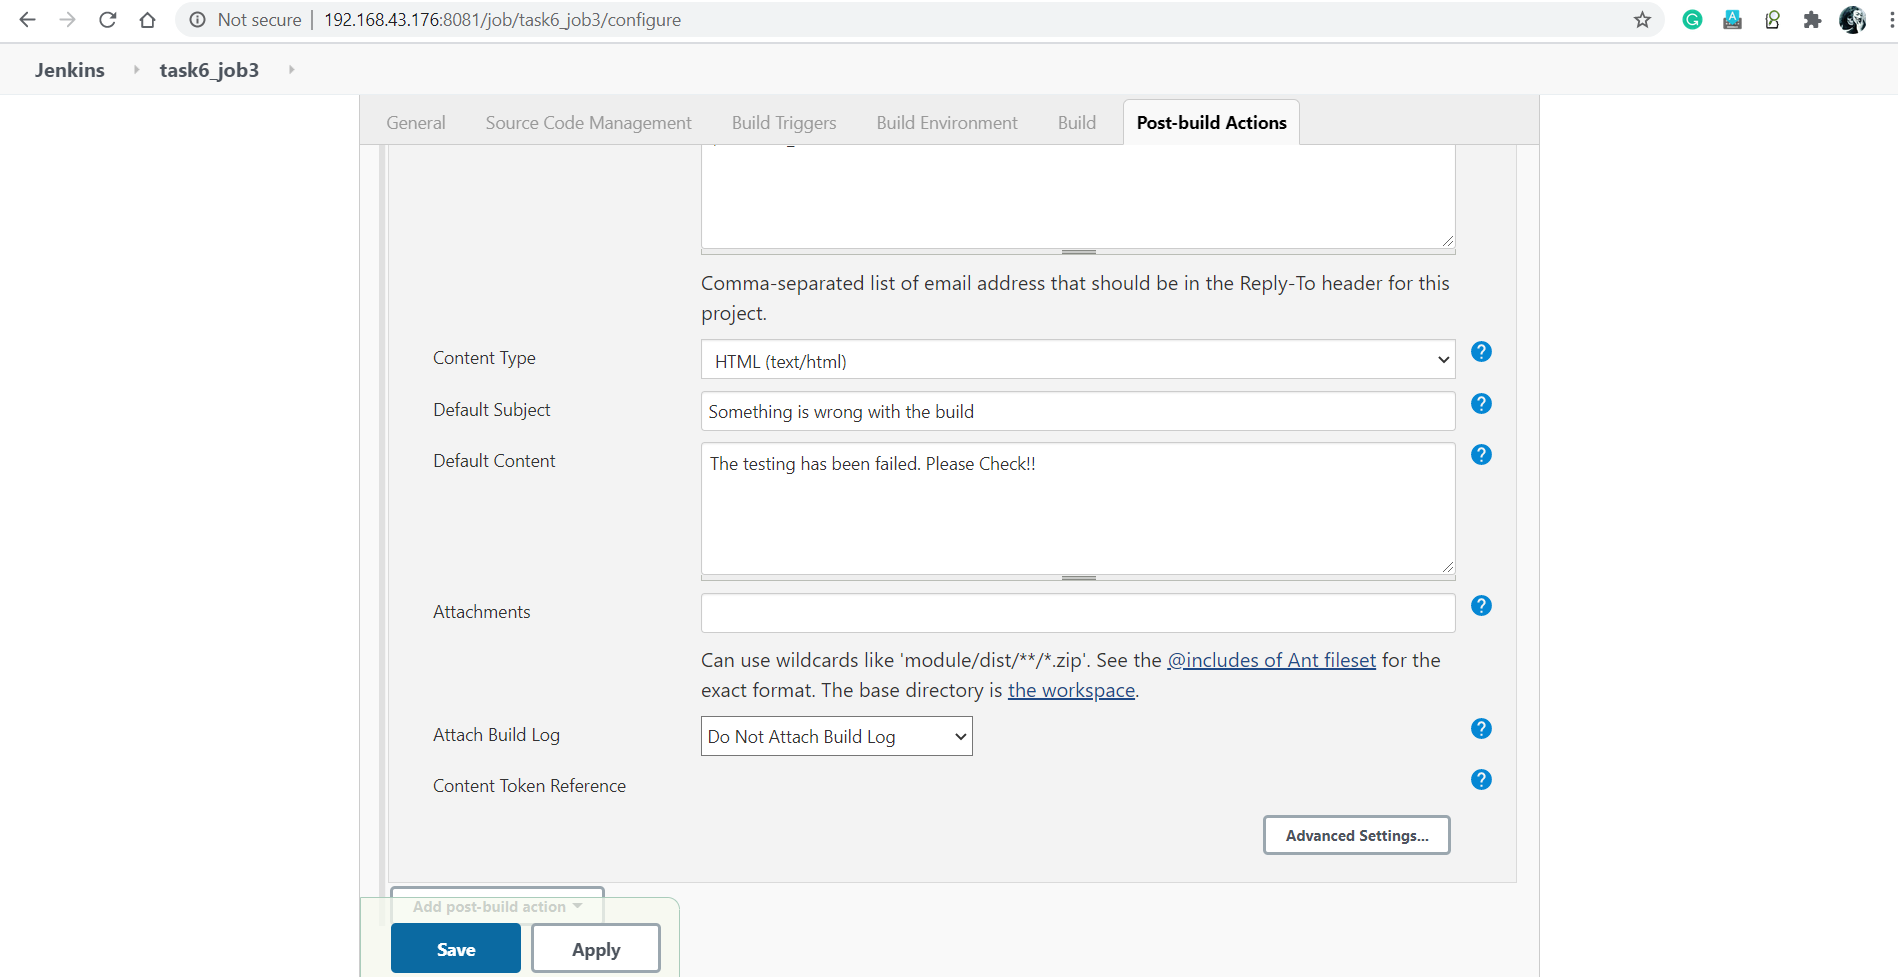 Not secure | 192.168.43.176:8081/job/task6_job3/configure
Jenkins task6_job3
General Source Code Management Build Triggers Build Environment Build Post-build Actions
Comma-separated list of email address that should be in the Reply-To header for this
project.
Content Type HTML (text/html)
Default Subject Something is wrong with the build
Default Content The testing has been failed. Please Check!!
Attachments
Can use wildcards like 'module/dist/**/*.zip'. See the @includes of Ant fileset for the
exact format. The base directory is the workspace.
Attach Build Log Do Not Attach Build Log
Content Token Reference
Advanced Settings...
Add post-build action
Save Apply